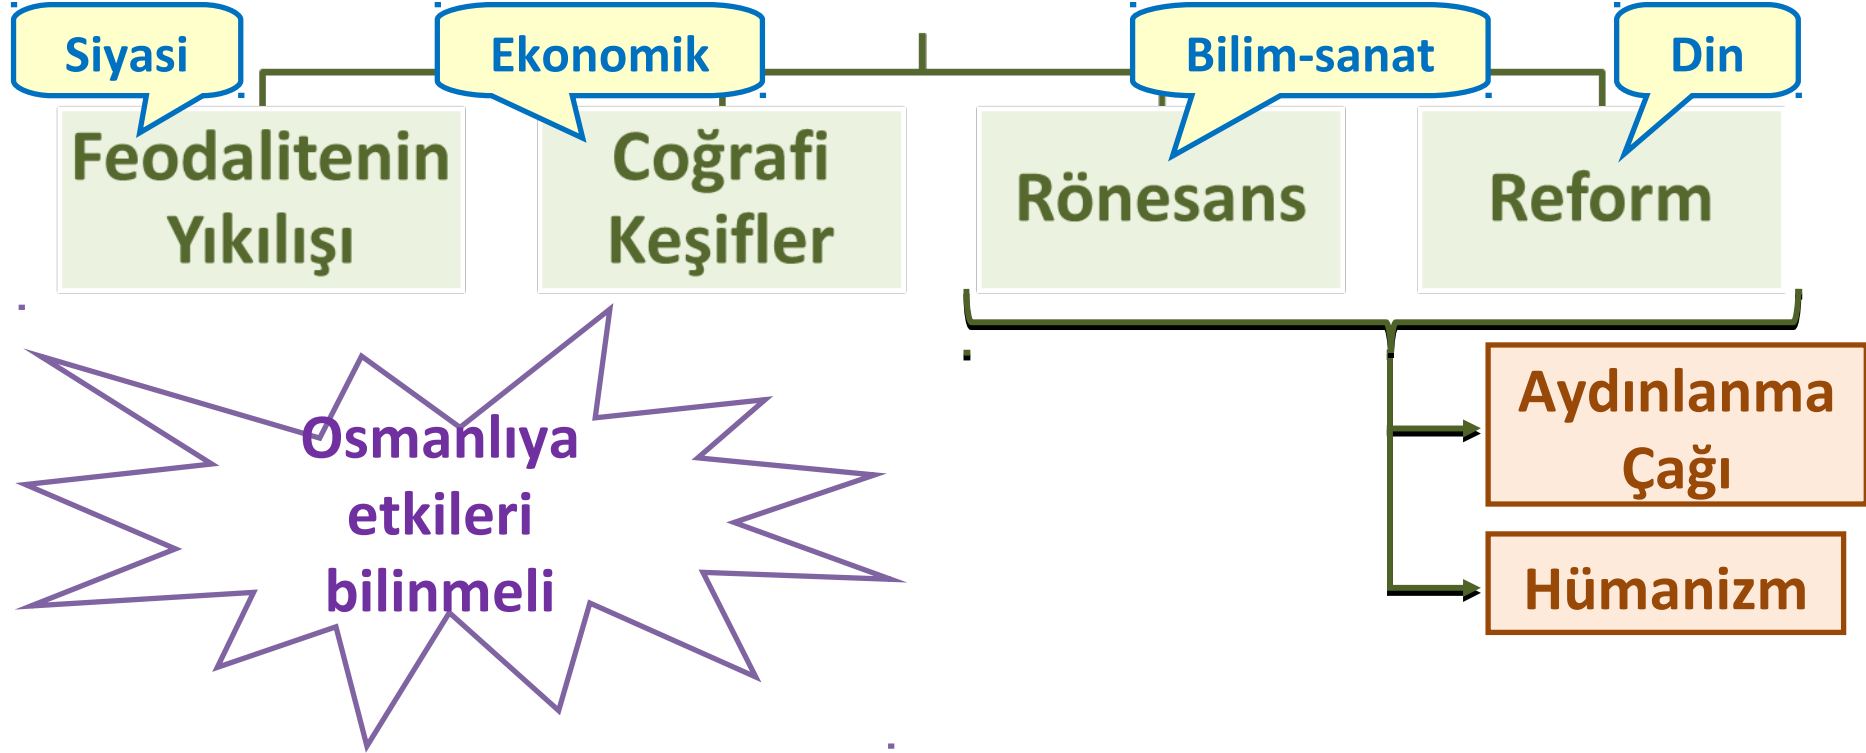 Siyasi
Ekonomik
Bilim-sanat
Din
Feodalitenin
Yıkılışı
Coğrafi
Keşifler
Rönesans
Reform
Osmanlıya
etkileri
bilinmeli
Aydınlanma
Çağı
Hümanizm